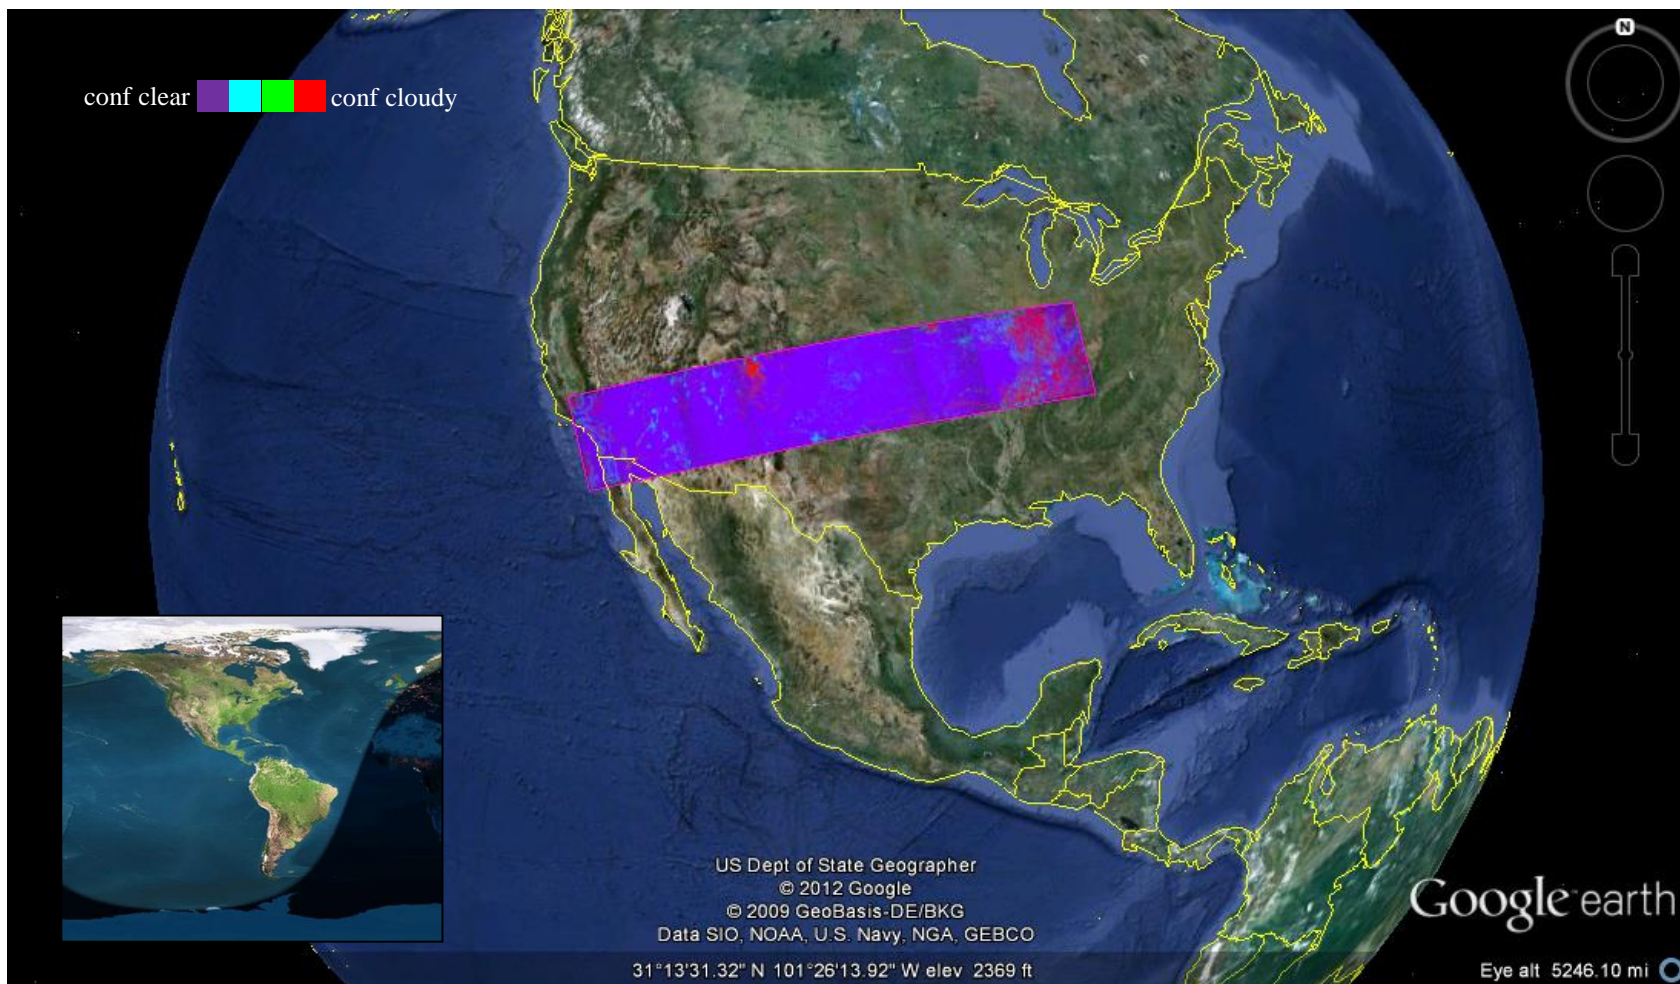 N
conf clear conf cloudy
US Dept of State Geographer
© 2012 Google
© 2009 GeoBasis-DE/BKG
Data SIO, NOAA, U.S. Navy, NGA, GEBCO
Google earth
31°13'31.32" N 101°26'13.92" W elev 2369 ft
Eye alt 5246.10 mi